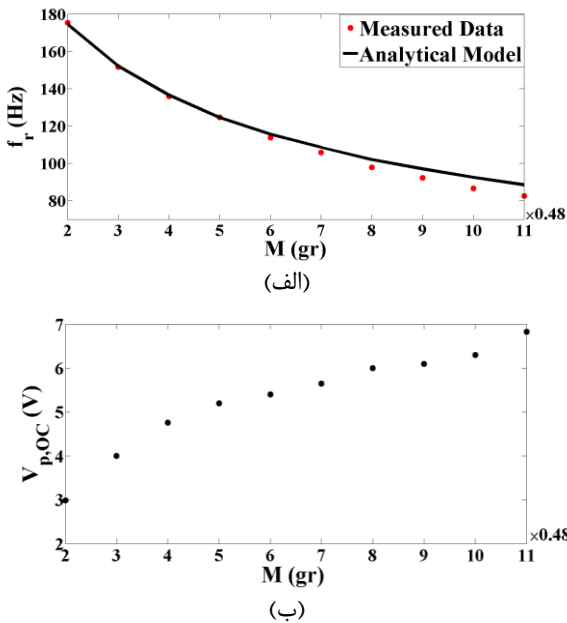 180
160
140
120
100
80
f_r (Hz)
Measured Data
Analytical Model
2 3 4 5 6 7 8 9 10 11
×0.48
M (gr)
(الف)
7
6
5
4
3
2
V_p,OC (V)
2 3 4 5 6 7 8 9 10 11
×0.48
M (gr)
(ب)